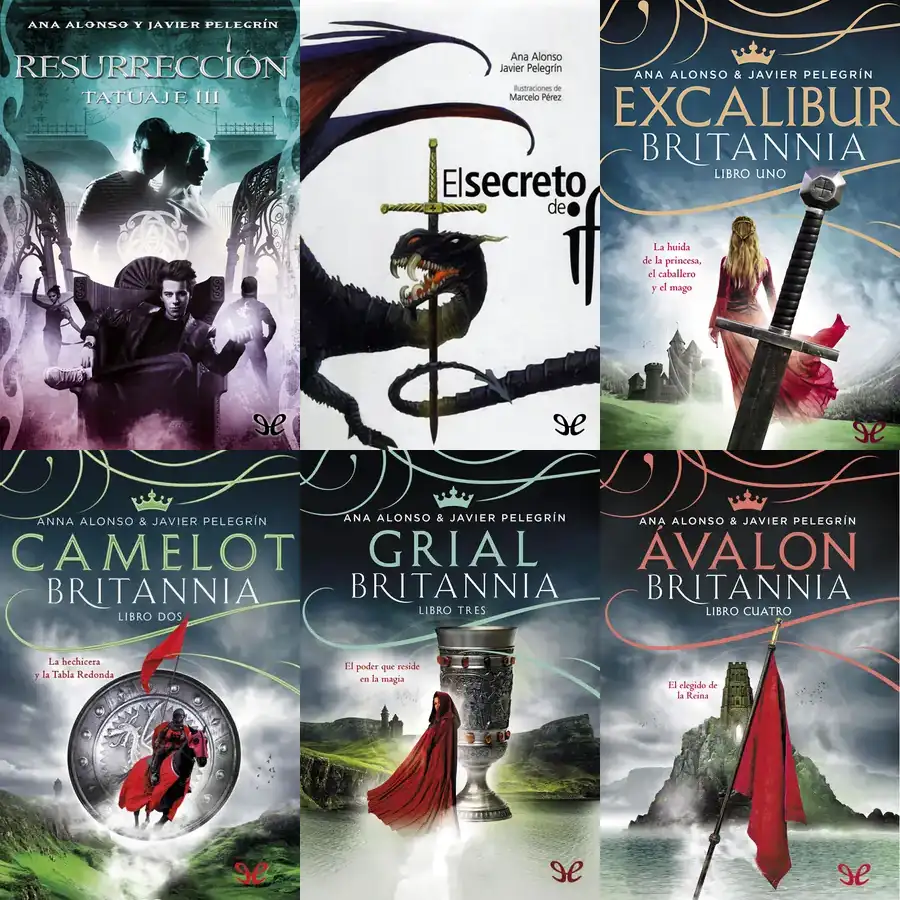 ANA ALONSO Y JAVIER PELEGRÍN
RESURRECCIÓN
TATUAJE III
Ana Alonso
Javier Pelegrín
ilustraciones de
Marcelo Pérez
El secreto
de if
ANA ALONSO & JAVIER PELEGRÍN
EXCALIBUR
BRITANNIA
LIBRO UNO
La huida
de la princesa,
el caballero
y el mago
ANNA ALONSO & JAVIER PELEGRÍN
CAMELOT
BRITANNIA
LIBRO DOS
La hechicera
y la Tabla Redonda
ANA ALONSO & JAVIER PELEGRÍN
GRIAL
BRITANNIA
LIBRO TRES
El poder que reside
en la magia
ANA ALONSO & JAVIER PELEGRÍN
ÁVALON
BRITANNIA
LIBRO CUATRO
El elegido de
la Reina